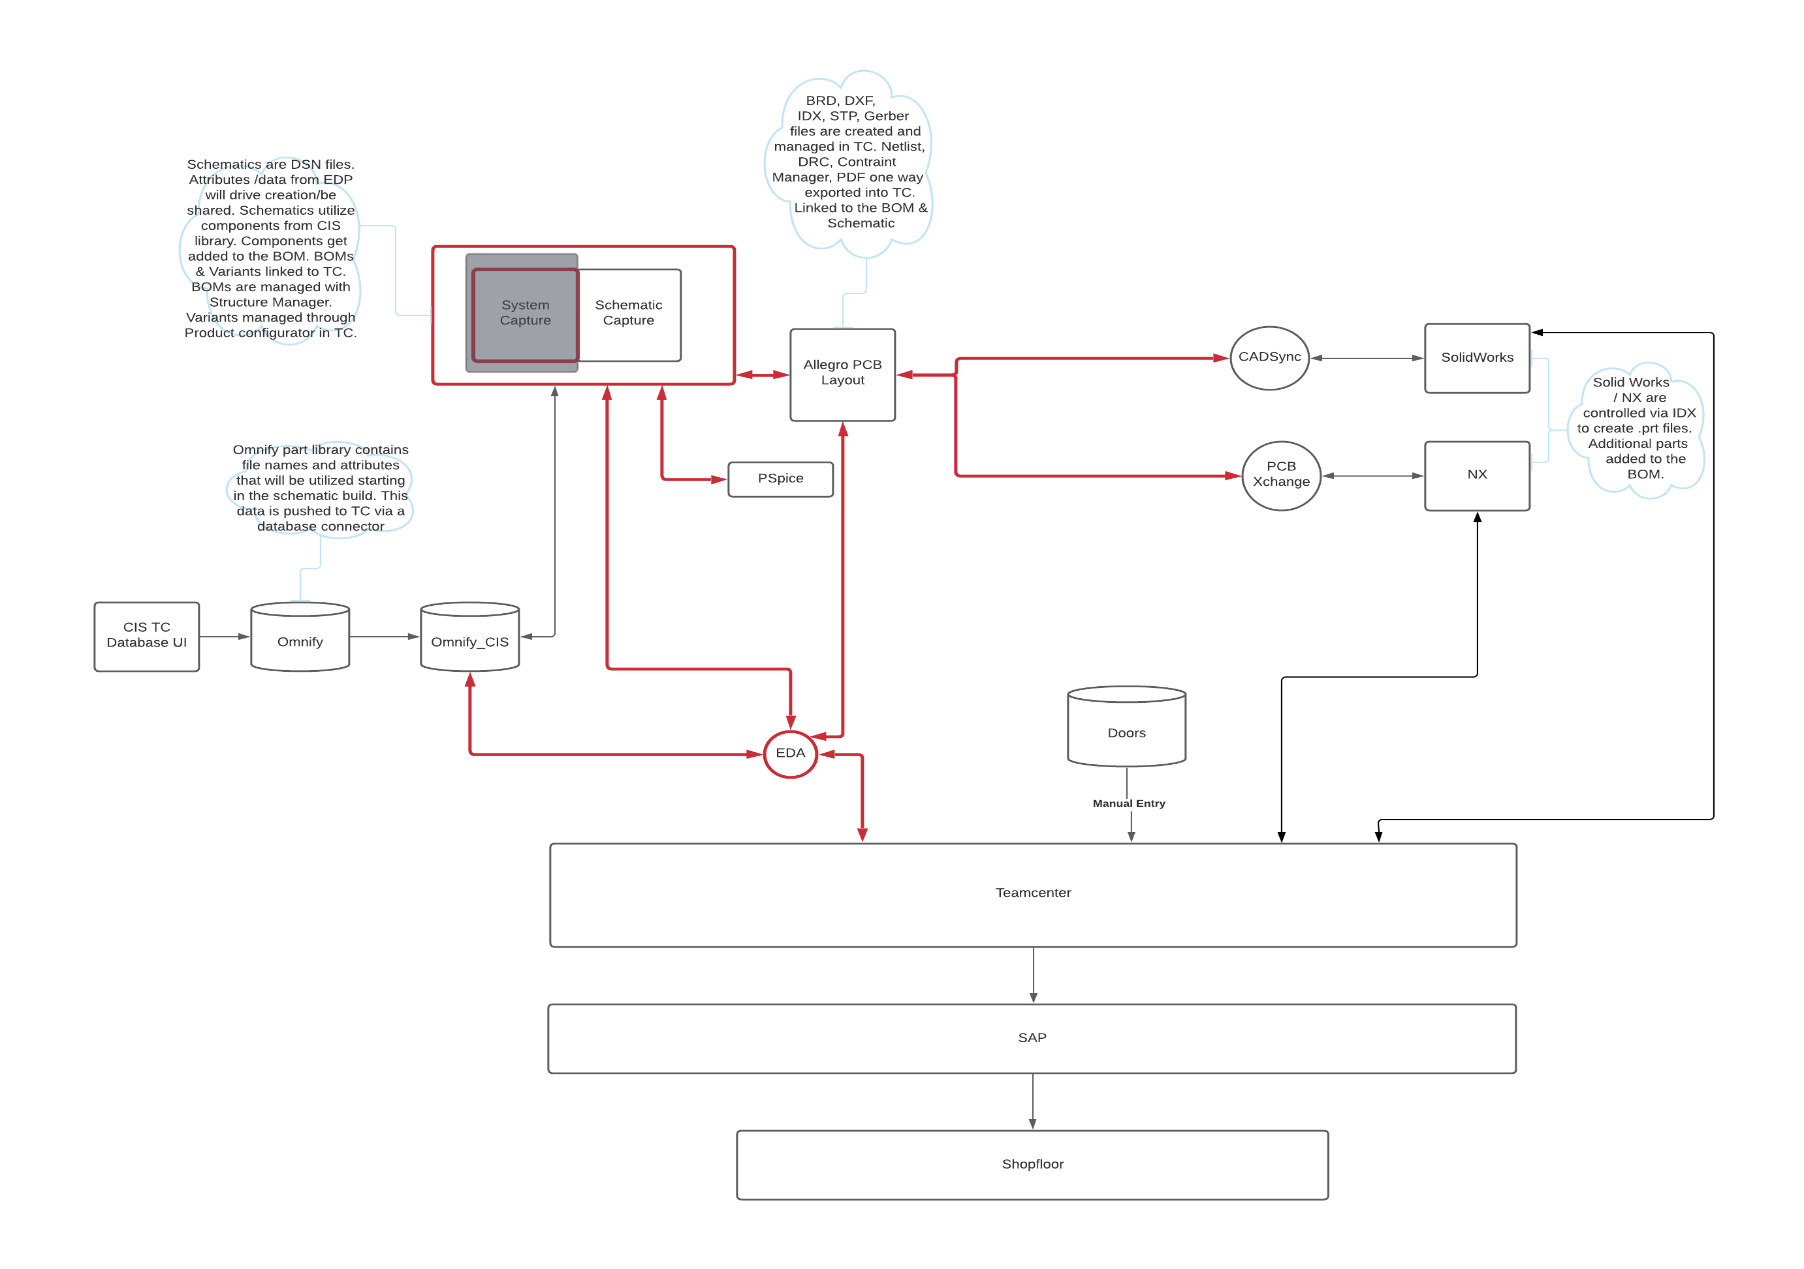 BRD, DXF,
IDX, STP, Gerber
files are created and
managed in TC. Netlist,
DRC, Contraint
Manager, PDF one way
exported into TC.
Linked to the BOM &
Schematic
Schematics are DSN files.
Attributes /data from EDP
will drive creation/be
shared. Schematics utilize
components from CIS
library. Components get
added to the BOM. BOMs
& Variants linked to TC.
BOMs are managed with
Structure Manager.
Variants managed through
Product configurator in TC.
System
Capture
Schematic
Capture
Allegro PCB
Layout
CADSync
SolidWorks
Solid Works
/ NX are
controlled via IDX
to create .prt files.
Additional parts
added to the
BOM.
PCB
Xchange
NX
PSpice
Omnify part library contains
file names and attributes
that will be utilized starting
in the schematic build. This
data is pushed to TC via a
database connector
CIS TC
Database UI
Omnify
Omnify_CIS
EDA
Doors
Manual Entry
Teamcenter
SAP
Shopfloor